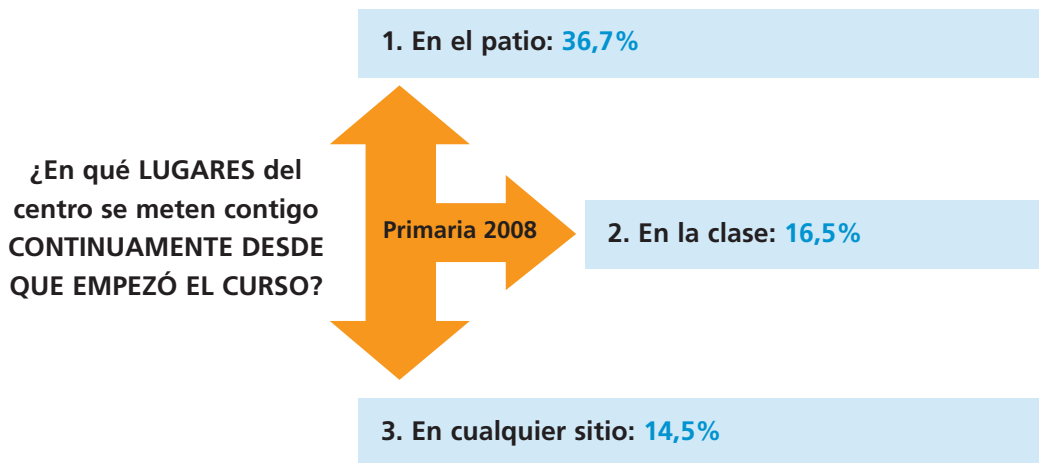 1. En el patio: 36,7%
¿En qué LUGARES del
centro se meten contigo
CONTINUAMENTE DESDE
QUE EMPEZÓ EL CURSO?
Primaria 2008
2. En la clase: 16,5%
3. En cualquier sitio: 14,5%